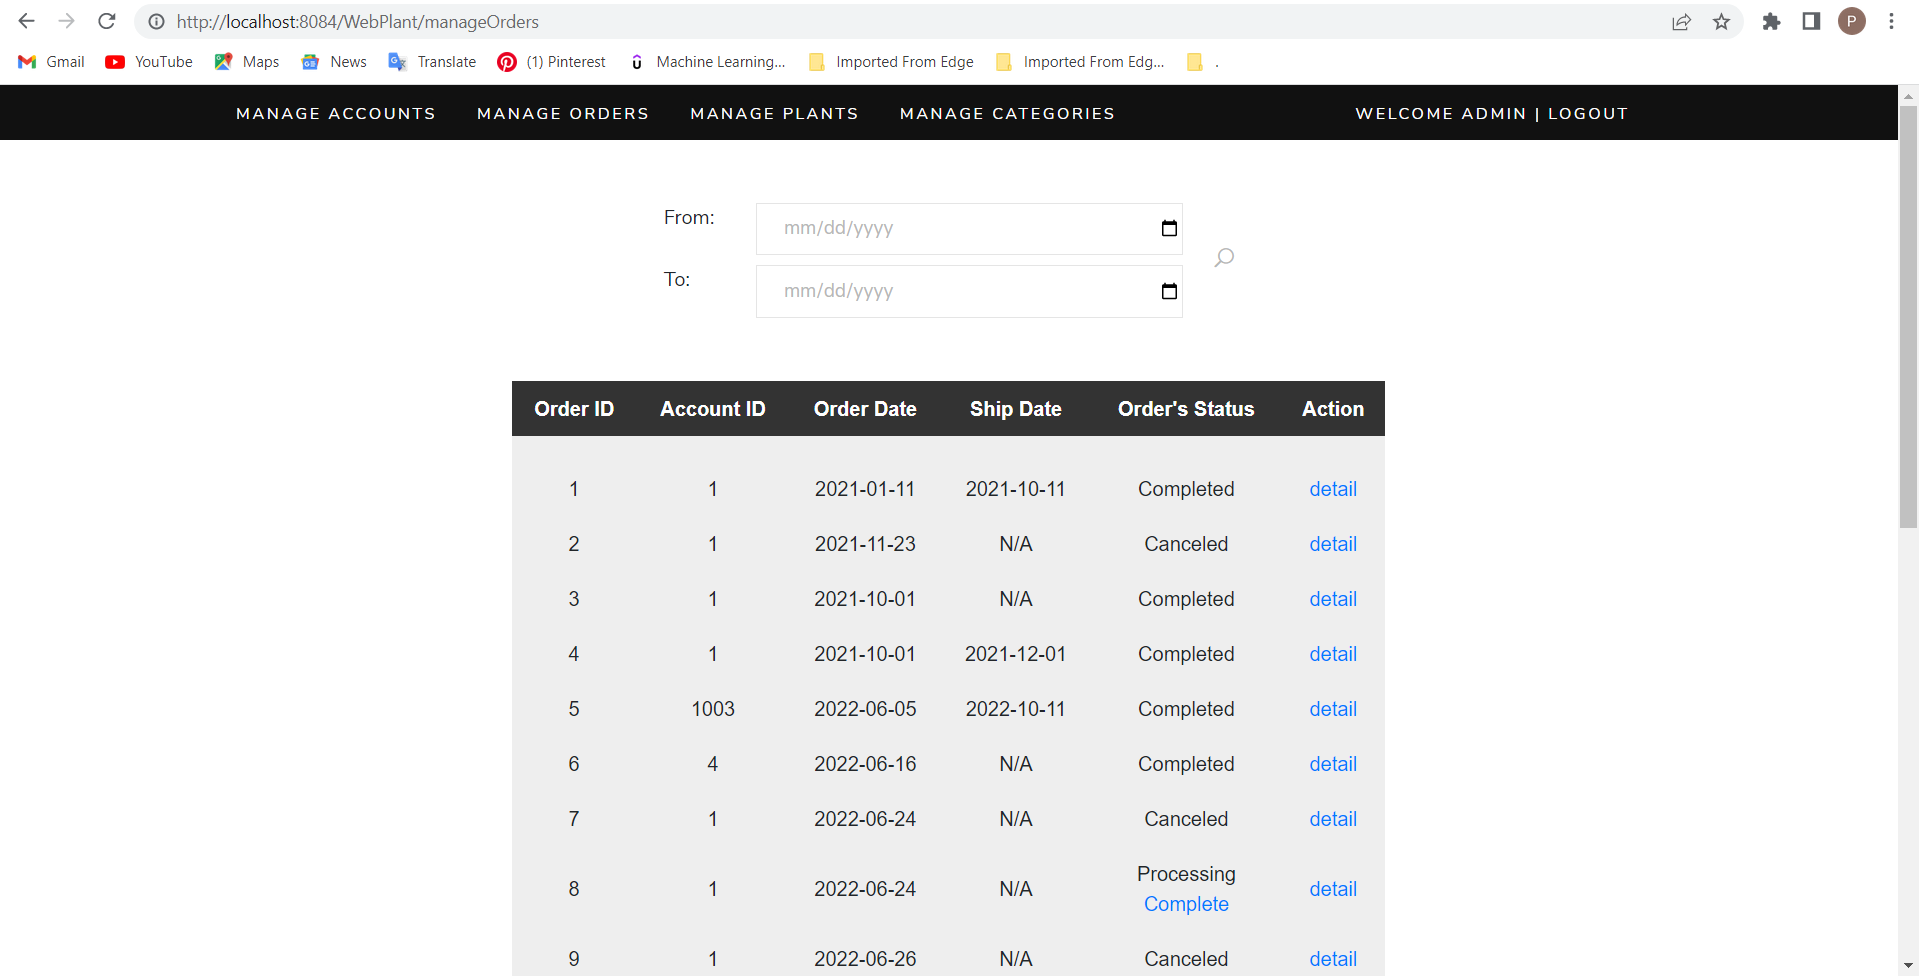 http://localhost:8084/WebPlant/manageOrders
P
Gmail YouTube Maps News Translate (1) Pinterest Machine Learning... Imported From Edge Imported From Edg... .
MANAGE ACCOUNTS MANAGE ORDERS MANAGE PLANTS MANAGE CATEGORIES WELCOME ADMIN | LOGOUT
From: mm/dd/yyyy
To: mm/dd/yyyy
Order ID Account ID Order Date Ship Date Order's Status Action
1 1 2021-01-11 2021-10-11 Completed detail
2 1 2021-11-23 N/A Canceled detail
3 1 2021-10-01 N/A Completed detail
4 1 2021-10-01 2021-12-01 Completed detail
5 1003 2022-06-05 2022-10-11 Completed detail
6 4 2022-06-16 N/A Completed detail
7 1 2022-06-24 N/A Canceled detail
8 1 2022-06-24 N/A Processing detail
Complete
9 1 2022-06-26 N/A Canceled detail